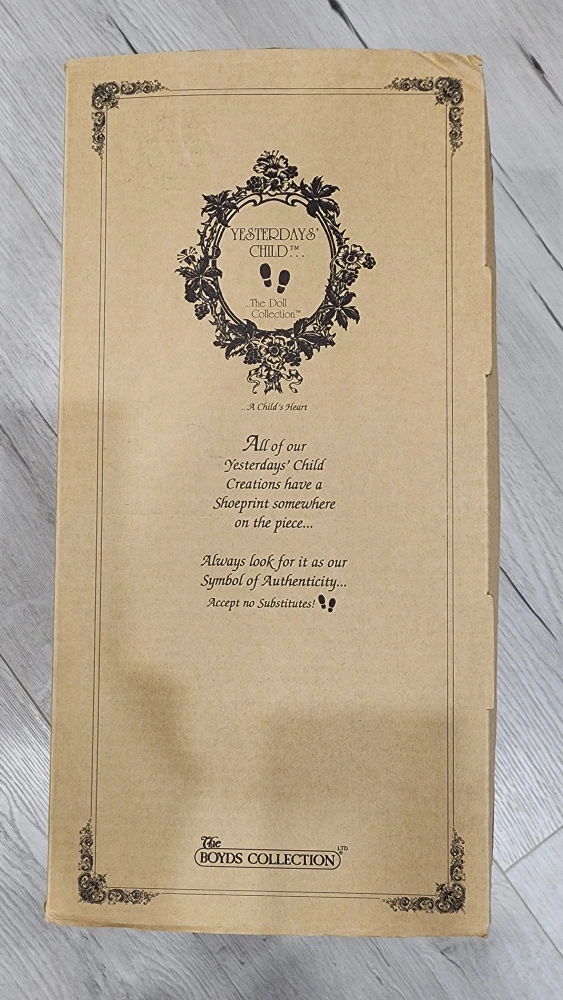 YESTERDAYS'
CHILD™...
...The Doll
Collection™
...A Child's Heart
All of our
Yesterdays' Child
Creations have a
Shoeprint somewhere
on the piece...
Always look for it as our
Symbol of Authenticity...
Accept no Substitutes!
The
BOYDS COLLECTION LTD.®